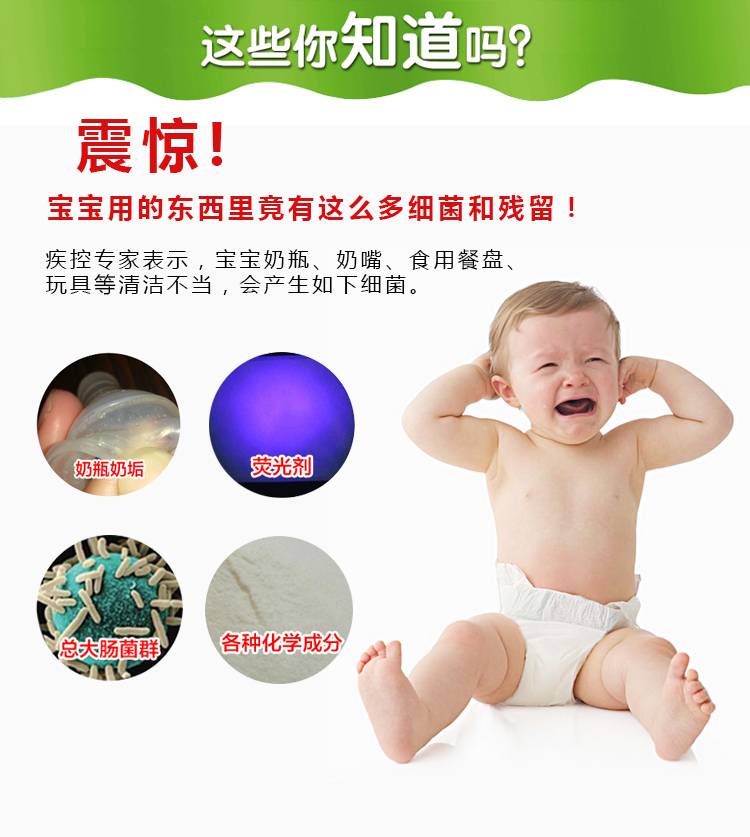 这些你知道吗?
震惊!
宝宝用的东西里竟有这么多细菌和残留!
疾控专家表示，宝宝奶瓶、奶嘴、食用餐盘、
玩具等清洁不当，会产生如下细菌。
奶瓶奶垢
荧光剂
总大肠菌群
各种化学成分